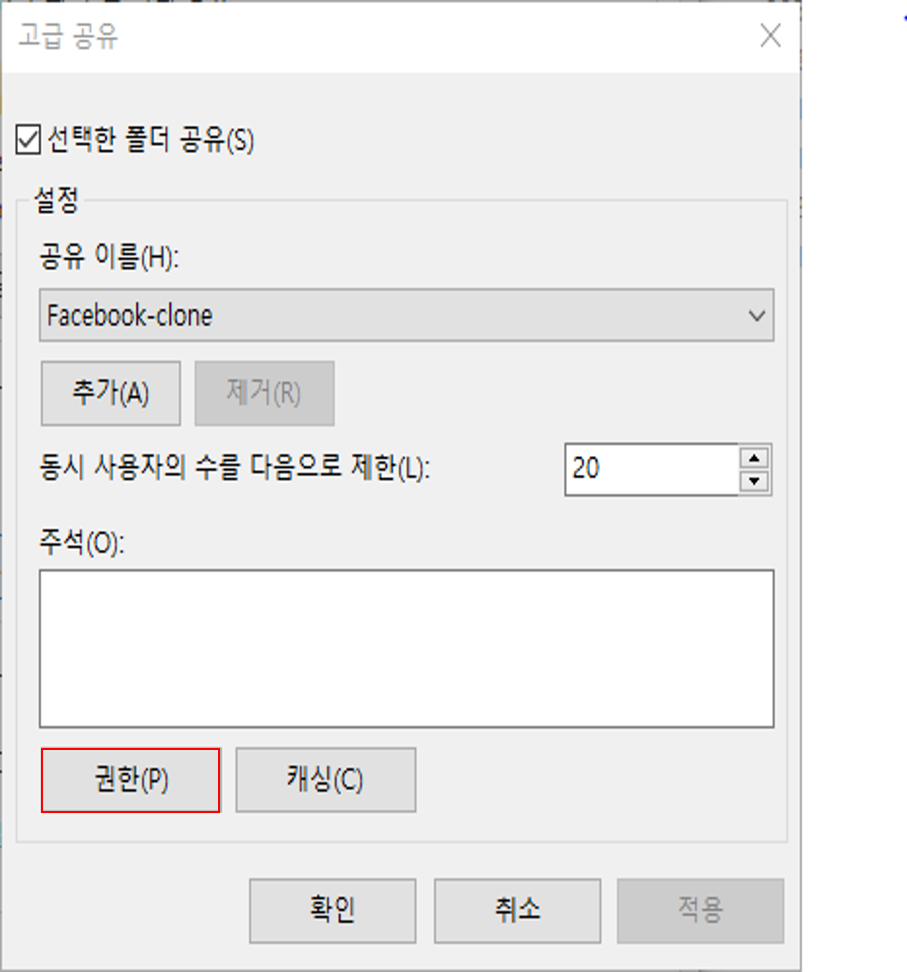 고급 공유
선택한 폴더 공유(S)
설정
공유 이름(H):
Facebook-clone
추가(A) 제거(R)
동시 사용자의 수를 다음으로 제한(L): 20
주석(O):
권한(P) 캐싱(C)
확인 취소 적용